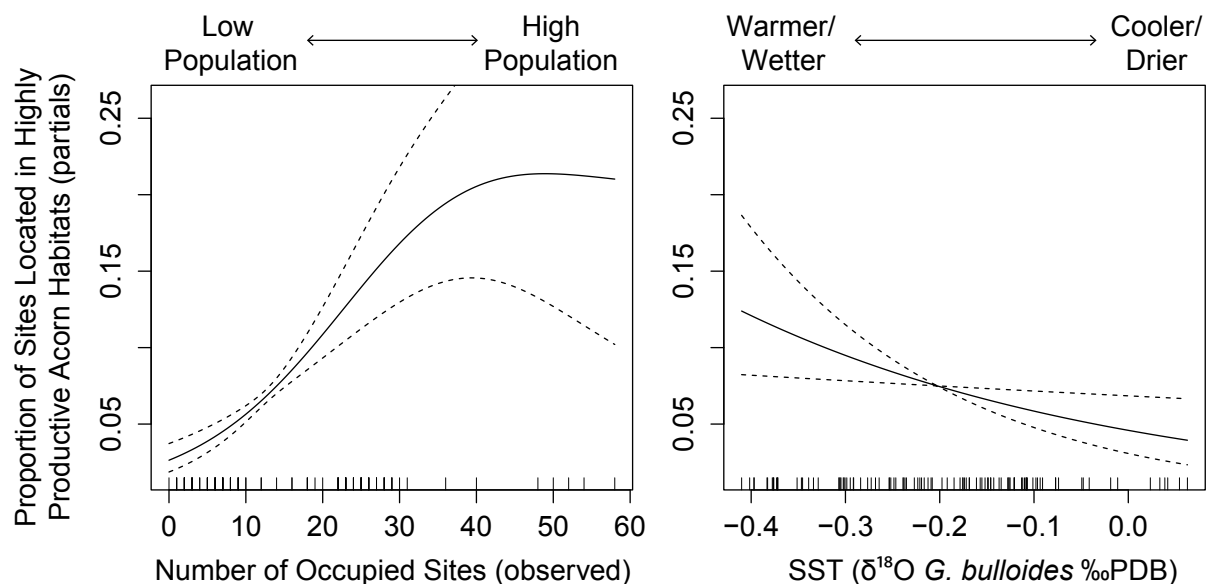 Low Population
High Population
Warmer/ Wetter
Cooler/ Drier
Proportion of Sites Located in Highly
Productive Acorn Habitats (partials)
0.25
0.15
0.05
0 10 20 30 40 50 60
Number of Occupied Sites (observed)
0.25
0.15
0.05
−0.4 −0.3 −0.2 −0.1 0.0
SST (δ¹⁸O G. bulloides ‰PDB)